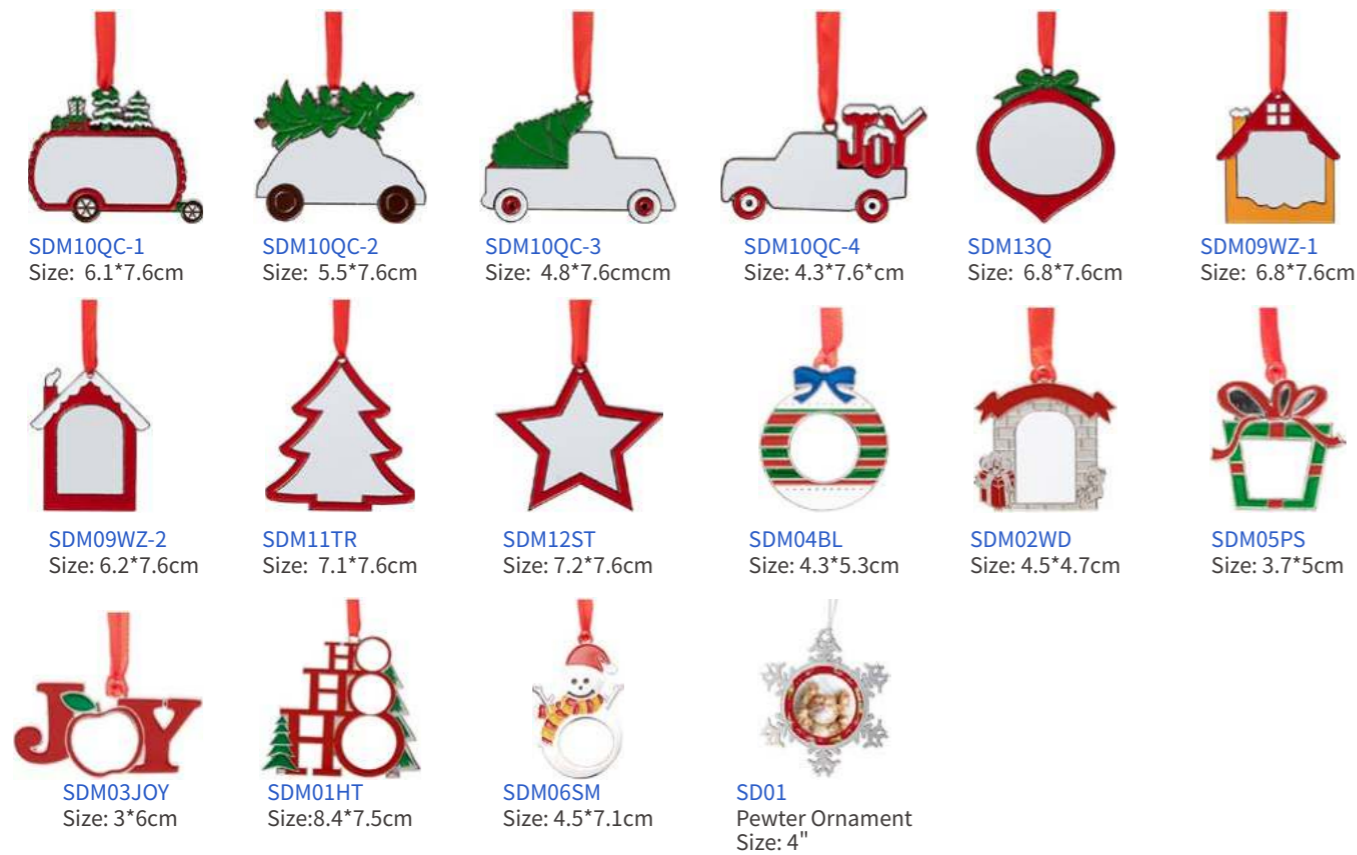 JOY
SDM10QC-1
Size: 6.1*7.6cm
SDM10QC-2
Size: 5.5*7.6cm
SDM10QC-3
Size: 4.8*7.6cmcm
SDM10QC-4
Size: 4.3*7.6*cm
SDM13Q
Size: 6.8*7.6cm
SDM09WZ-1
Size: 6.8*7.6cm
SDM09WZ-2
Size: 6.2*7.6cm
SDM11TR
Size: 7.1*7.6cm
SDM12ST
Size: 7.2*7.6cm
SDM04BL
Size: 4.3*5.3cm
SDM02WD
Size: 4.5*4.7cm
SDM05PS
Size: 3.7*5cm
JOY
SDM03JOY
Size: 3*6cm
HO
HO
HO
SDM01HT
Size:8.4*7.5cm
SDM06SM
Size: 4.5*7.1cm
SD01
Pewter Ornament
Size: 4"